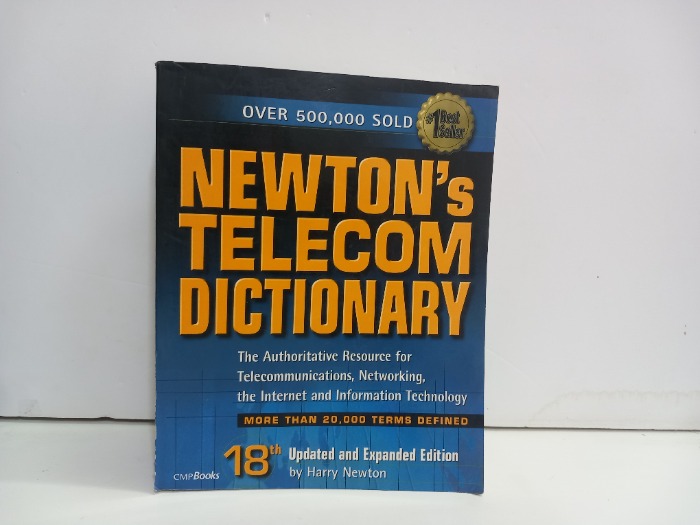 OVER 500,000 SOLD
#1 Best
Seller
NEWTON's
TELECOM
DICTIONARY
The Authoritative Resource for
Telecommunications, Networking,
the Internet and Information Technology
MORE THAN 20,000 TERMS DEFINED
18th Updated and Expanded Edition
by Harry Newton
CMPBooks